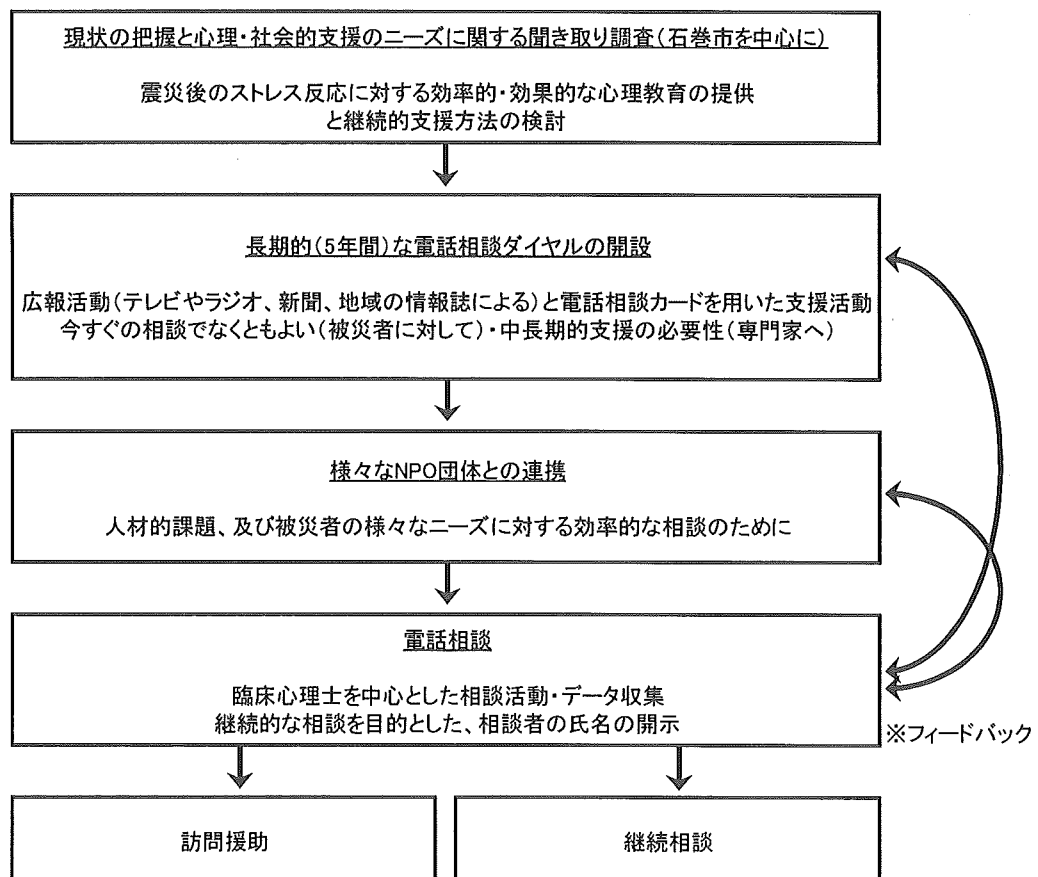 現状の把握と心理・社会的支援のニーズに関する聞き取り調査（石巻市を中心に）
震災後のストレス反応に対する効率的・効果的な心理教育の提供
と継続的支援方法の検討
長期的（5年間）な電話相談ダイヤルの開設
広報活動（テレビやラジオ、新聞、地域の情報誌による）と電話相談カードを用いた支援活動
今すぐの相談でなくともよい（被災者に対して）・中長期的支援の必要性（専門家へ）
様々なNPO団体との連携
人材的課題、及び被災者の様々なニーズに対する効率的な相談のために
電話相談
臨床心理士を中心とした相談活動・データ収集
継続的な相談を目的とした、相談者の氏名の開示
※フィードバック
訪問援助
継続相談